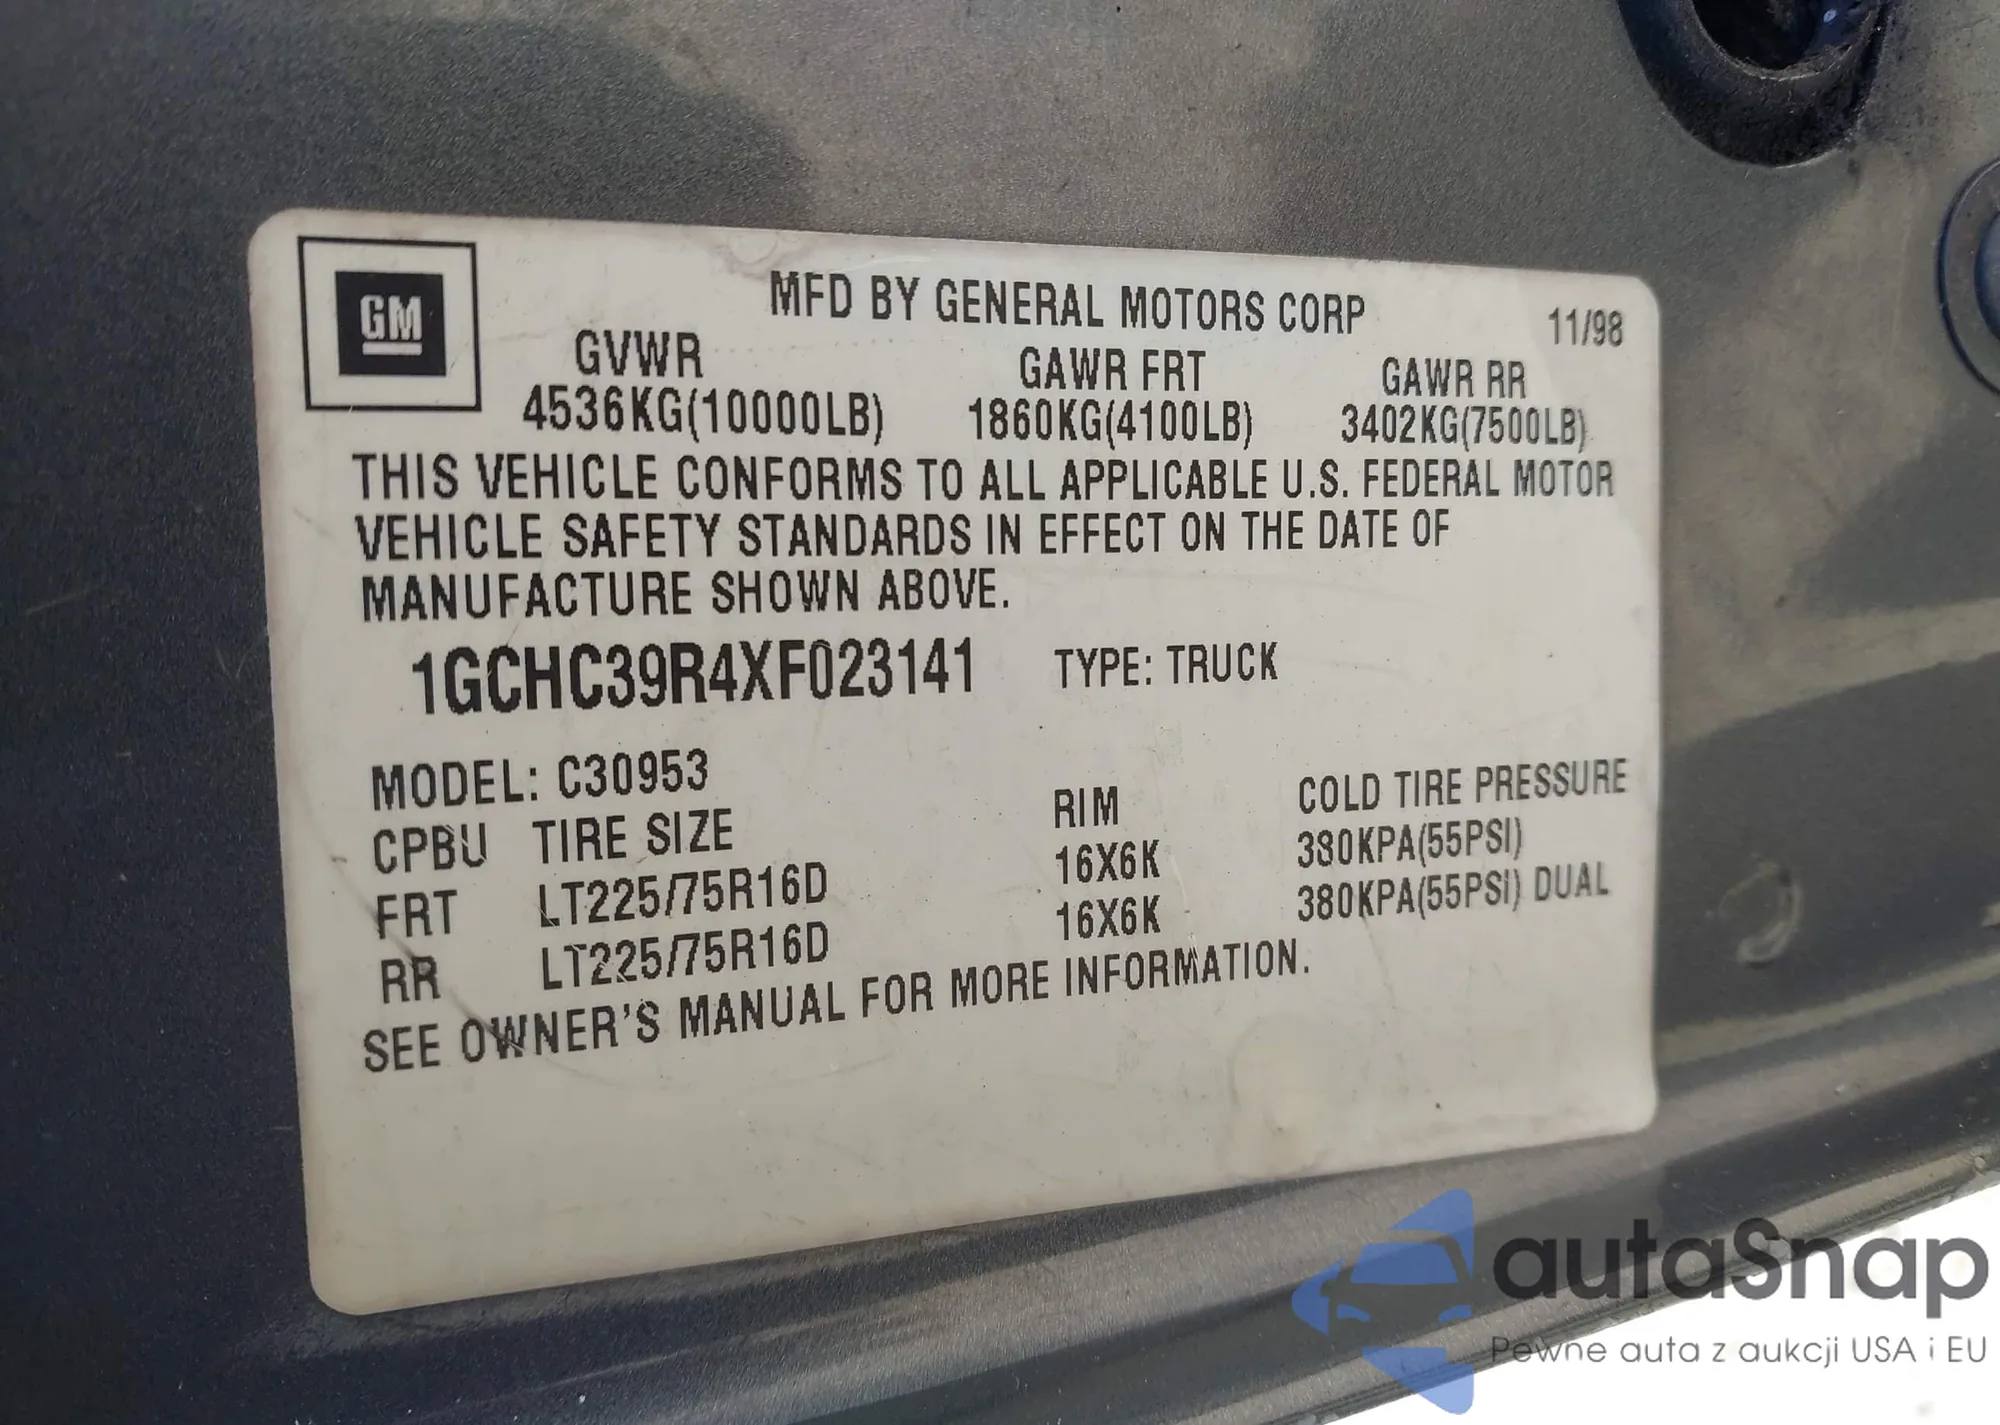 GM
MFD BY GENERAL MOTORS CORP 11/98
GVWR GAWR FRT GAWR RR
4536KG(10000LB) 1860KG(4100LB) 3402KG(7500LB)
THIS VEHICLE CONFORMS TO ALL APPLICABLE U.S. FEDERAL MOTOR
VEHICLE SAFETY STANDARDS IN EFFECT ON THE DATE OF
MANUFACTURE SHOWN ABOVE.
1GCHC39R4XF023141 TYPE: TRUCK
MODEL: C30953
CPBU TIRE SIZE RIM COLD TIRE PRESSURE
FRT LT225/75R16D 16X6K 380KPA(55PSI)
RR LT225/75R16D 16X6K 380KPA(55PSI) DUAL
SEE OWNER'S MANUAL FOR MORE INFORMATION.
autaSnap
Pewne auta z aukcji USA i EU